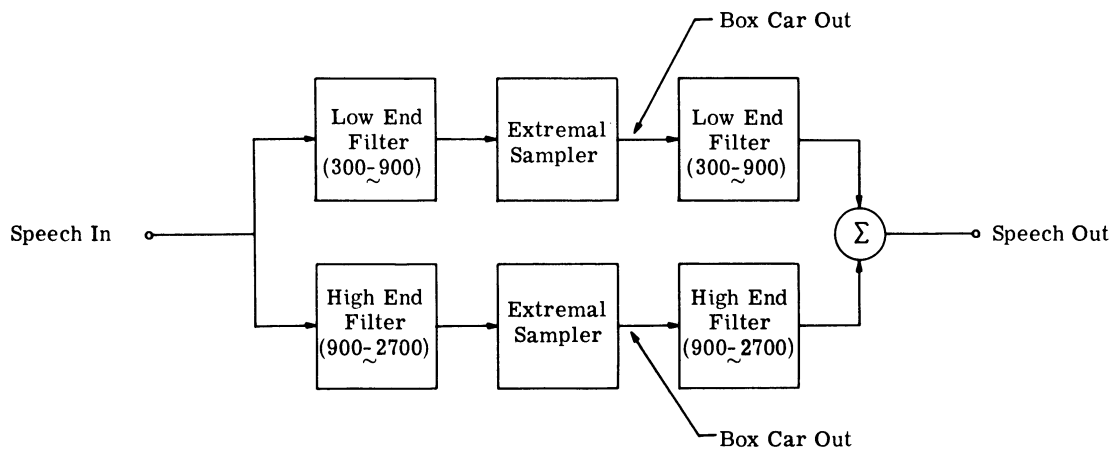 Box Car Out
Low End
Filter
(300-900)
~
Extremal
Sampler
Low End
Filter
(300-900)
~
Speech In
Σ
Speech Out
High End
Filter
(900-2700)
~
Extremal
Sampler
High End
Filter
(900-2700)
~
Box Car Out